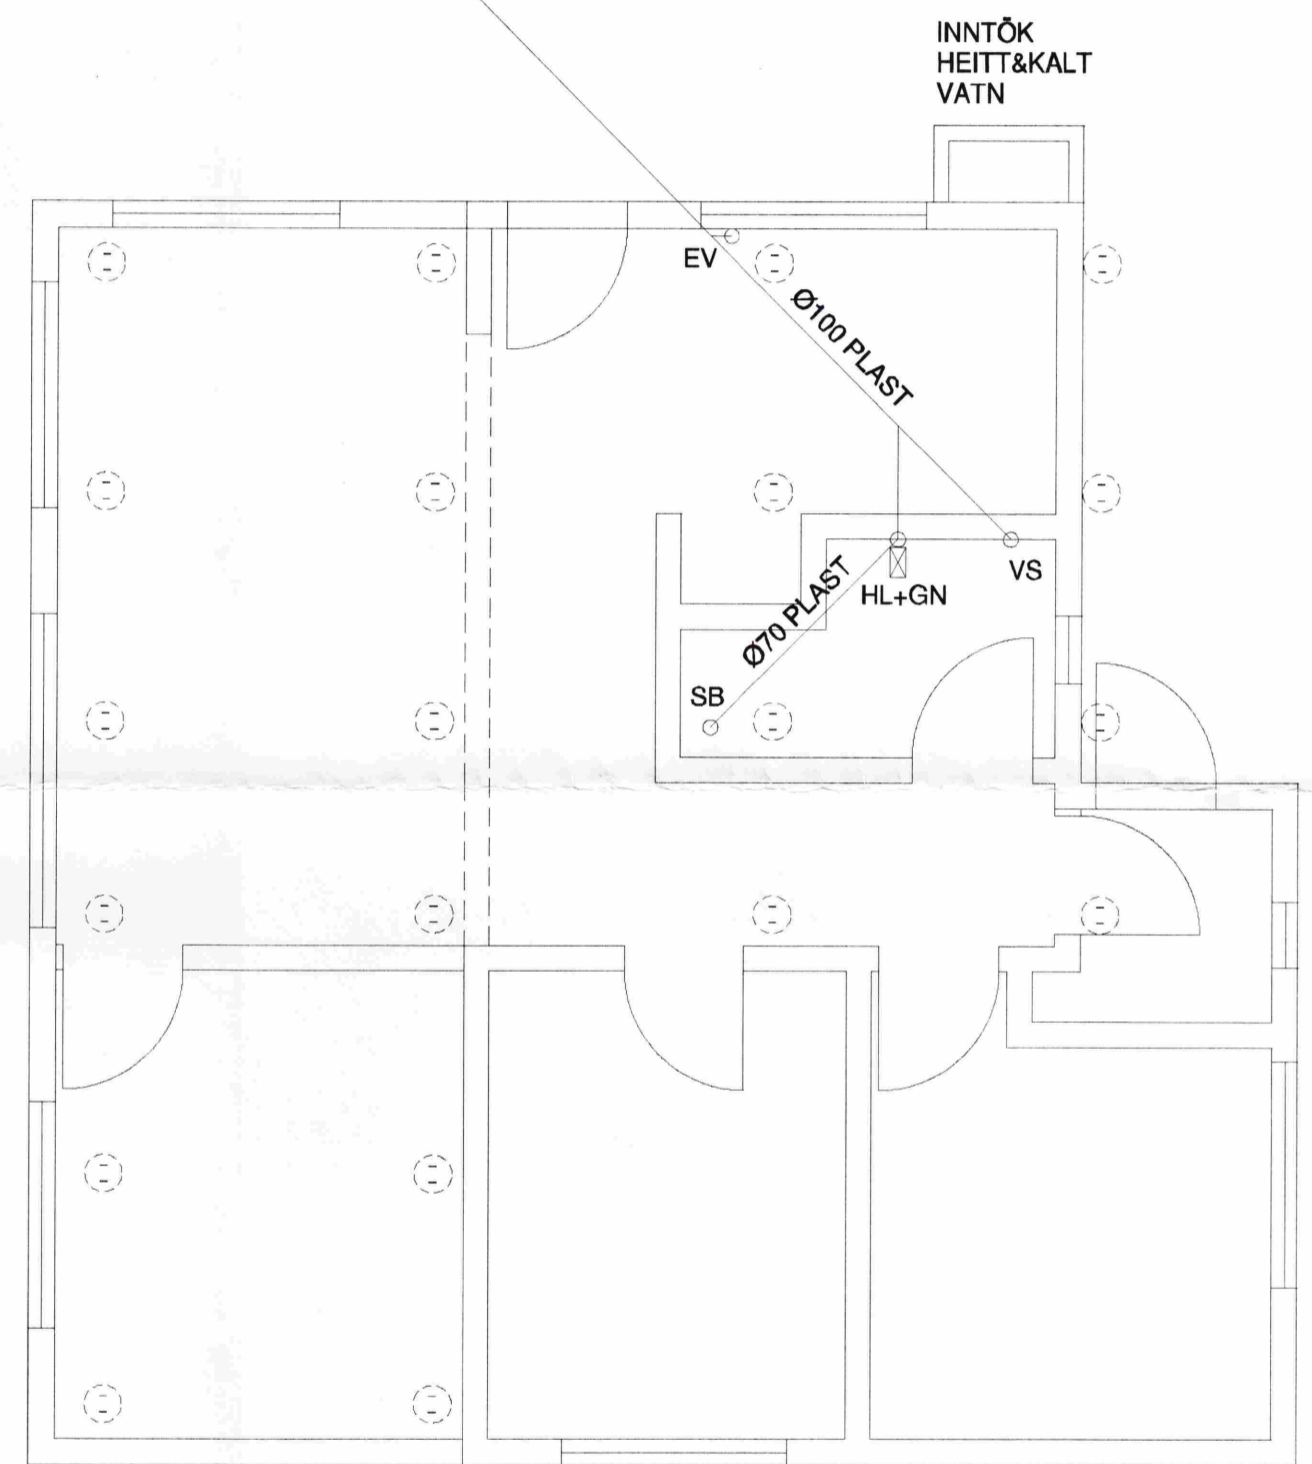 INNTÖK
HEITT&KALT
VATN
EV
Ø100 PLAST
VS
HL+GN
Ø70 PLAST
SB